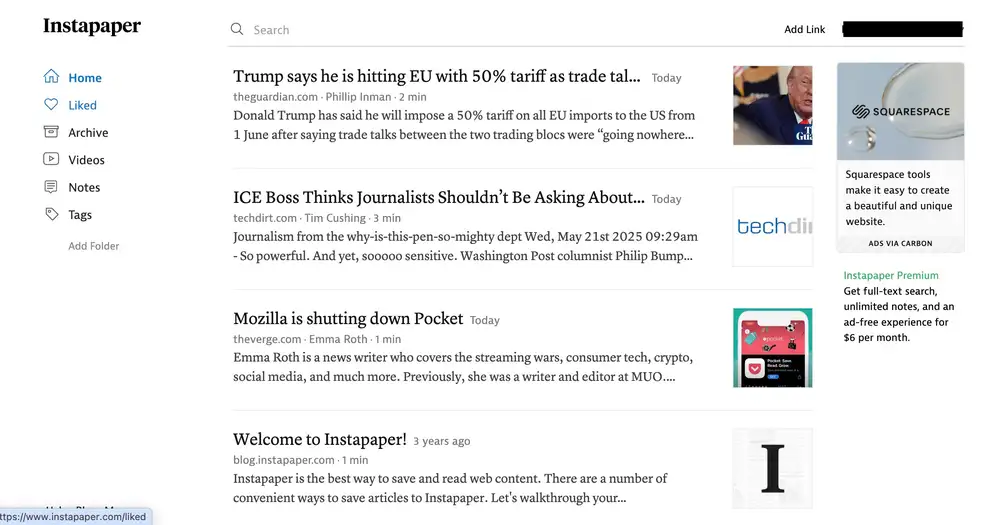 Instapaper
Search
Add Link
Home
Liked
Archive
Videos
Notes
Tags
Add Folder
Trump says he is hitting EU with 50% tariff as trade tal... Today
theguardian.com · Phillip Inman · 2 min
Donald Trump has said he will impose a 50% tariff on all EU imports to the US from
1 June after saying trade talks between the two trading blocs were “going nowhere...
ICE Boss Thinks Journalists Shouldn’t Be Asking About... Today
techdirt.com · Tim Cushing · 3 min
Journalism from the why-is-this-pen-so-mighty dept Wed, May 21st 2025 09:29am
- So powerful. And yet, sooooo sensitive. Washington Post columnist Philip Bump...
techdi
Mozilla is shutting down Pocket Today
theverge.com · Emma Roth · 1 min
Emma Roth is a news writer who covers the streaming wars, consumer tech, crypto,
social media, and much more. Previously, she was a writer and editor at MUO....
Welcome to Instapaper! 3 years ago
blog.instapaper.com · 1 min
Instapaper is the best way to save and read web content. There are a number of
convenient ways to save articles to Instapaper. Let's walkthrough your...
I
SQUARESPACE
Squarespace tools
make it easy to create
a beautiful and unique
website.
ADS VIA CARBON
Instapaper Premium
Get full-text search,
unlimited notes, and an
ad-free experience for
$6 per month.
ttps://www.instapaper.com/liked